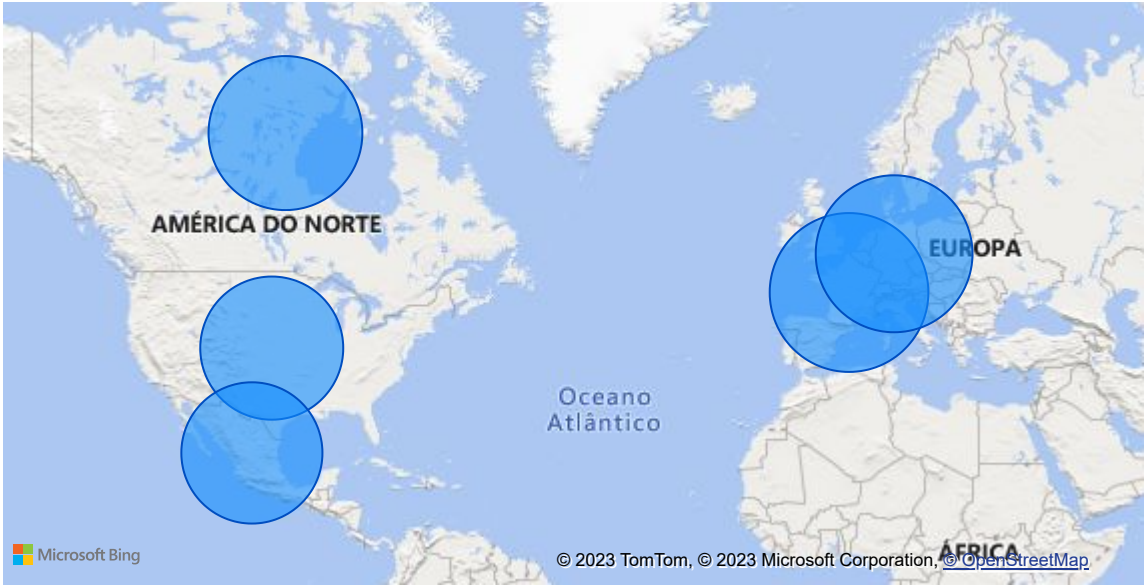 AMÉRICA DO NORTE
EUROPA
Oceano
Atlântico
ÁFRICA
Microsoft Bing
© 2023 TomTom, © 2023 Microsoft Corporation, © OpenStreetMap